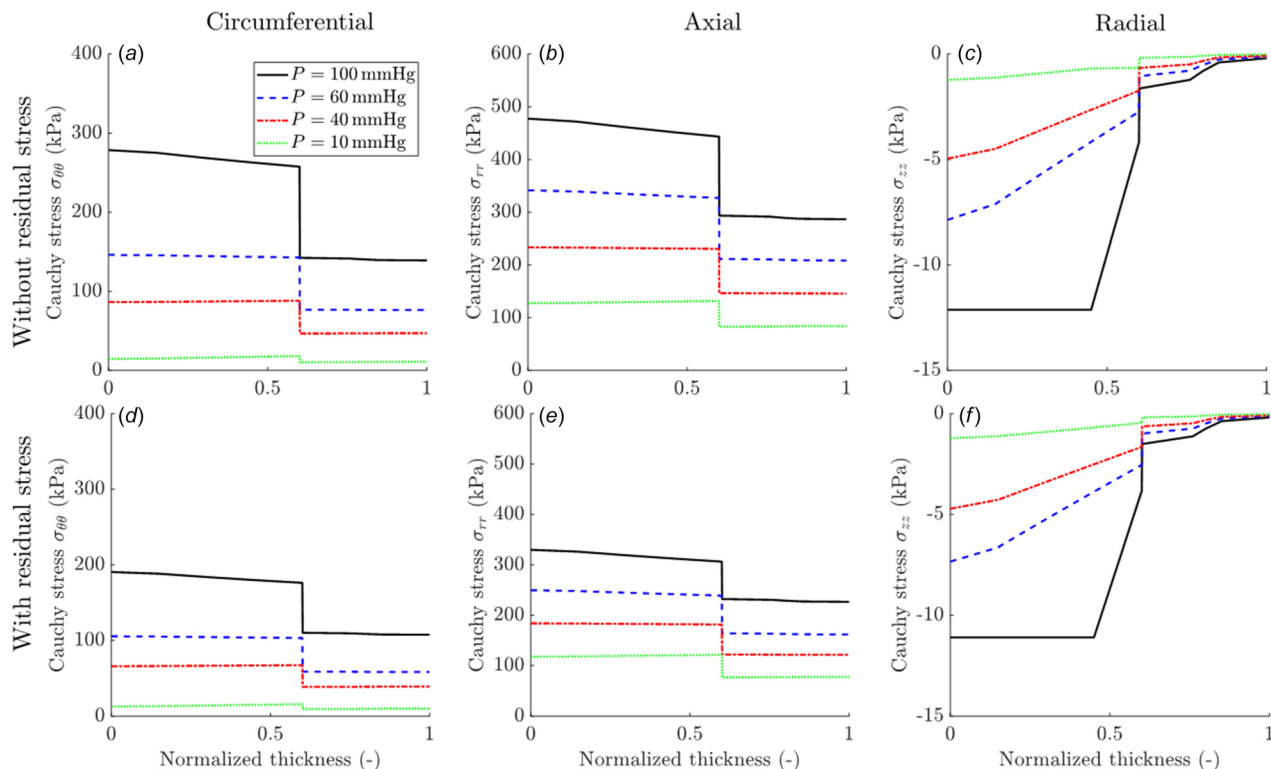 Circumferential
Axial
Radial
Without residual stress
(a)
Cauchy stress σθθ (kPa)
400
300
200
100
0
0
0.5
1
P = 100 mmHg
P = 60 mmHg
P = 40 mmHg
P = 10 mmHg
(b)
Cauchy stress σrr (kPa)
600
500
400
300
200
100
0
0
0.5
1
(c)
Cauchy stress σzz (kPa)
0
-5
-10
-15
0
0.5
1
With residual stress
(d)
Cauchy stress σθθ (kPa)
400
300
200
100
0
0
0.5
1
Normalized thickness (-)
(e)
Cauchy stress σrr (kPa)
600
500
400
300
200
100
0
0
0.5
1
Normalized thickness (-)
(f)
Cauchy stress σzz (kPa)
0
-5
-10
-15
0
0.5
1
Normalized thickness (-)